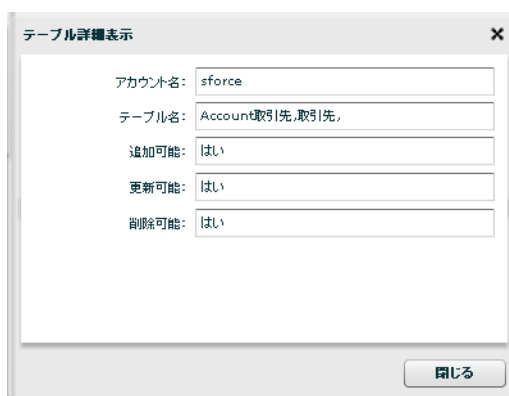 テーブル詳細表示
アカウント名: sforce
テーブル名: Account取引先,取引先,
追加可能: はい
更新可能: はい
削除可能: はい
閉じる